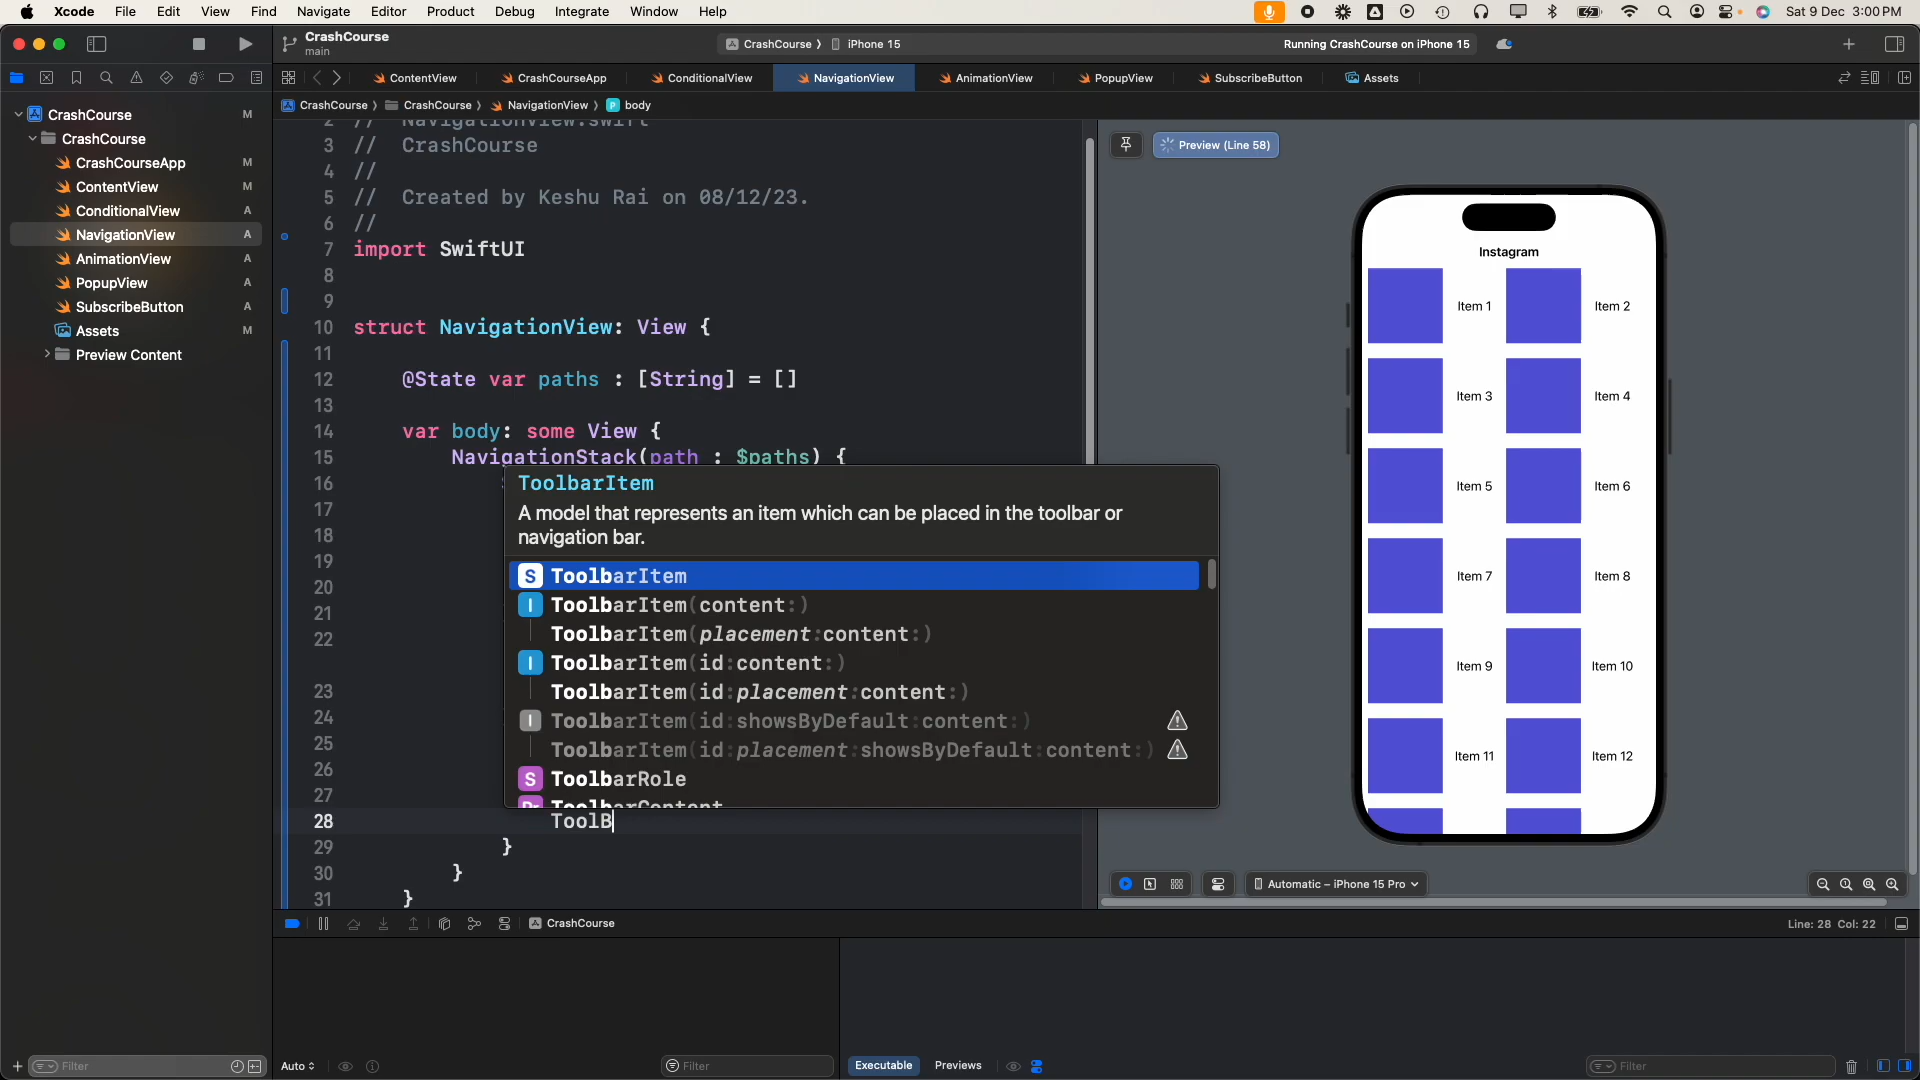 Xcode File Edit View Find Navigate Editor Product Debug Integrate Window Help Sat 9 Dec 3:00 PM
CrashCourse
main
CrashCourse iPhone 15 Running CrashCourse on iPhone 15
ContentView CrashCourseApp ConditionalView NavigationView AnimationView PopupView SubscribeButton Assets
CrashCourse CrashCourse NavigationView P body
CrashCourse M
CrashCourse
CrashCourseApp M
ContentView M
ConditionalView A
NavigationView A
AnimationView A
PopupView A
SubscribeButton A
Assets M
Preview Content
2 // NavigationView.swift
3 // CrashCourse
4 //
5 // Created by Keshu Rai on 08/12/23.
6 //
7 import SwiftUI
8
9
10 struct NavigationView: View {
11
12 @State var paths : [String] = []
13
14 var body: some View {
15 NavigationStack(path : $paths) {
16
17
18
19
20
21
22
23
24
25
26
27
28 ToolB
29 }
30 }
31 }
ToolbarItem
A model that represents an item which can be placed in the toolbar or
navigation bar.
S ToolbarItem
I ToolbarItem(content:)
ToolbarItem(placement:content:)
I ToolbarItem(id:content:)
ToolbarItem(id:placement:content:)
I ToolbarItem(id:showsByDefault:content:)
ToolbarItem(id:placement:showsByDefault:content:)
S ToolbarRole
Pr ToolbarContent
Preview (Line 58)
Instagram
Item 1 Item 2
Item 3 Item 4
Item 5 Item 6
Item 7 Item 8
Item 9 Item 10
Item 11 Item 12
Automatic – iPhone 15 Pro
CrashCourse Line: 28 Col: 22
Filter Auto Filter Executable Previews Filter